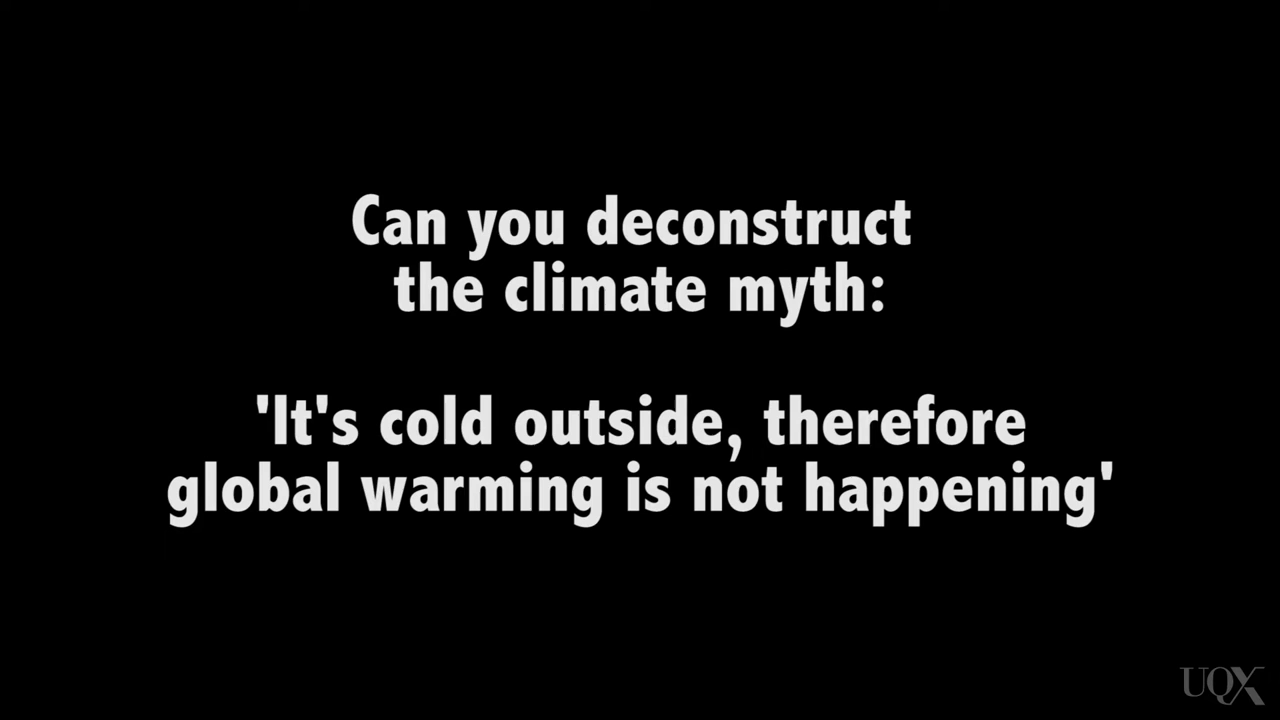 Can you deconstruct
the climate myth:
'It's cold outside, therefore
global warming is not happening'
UQX